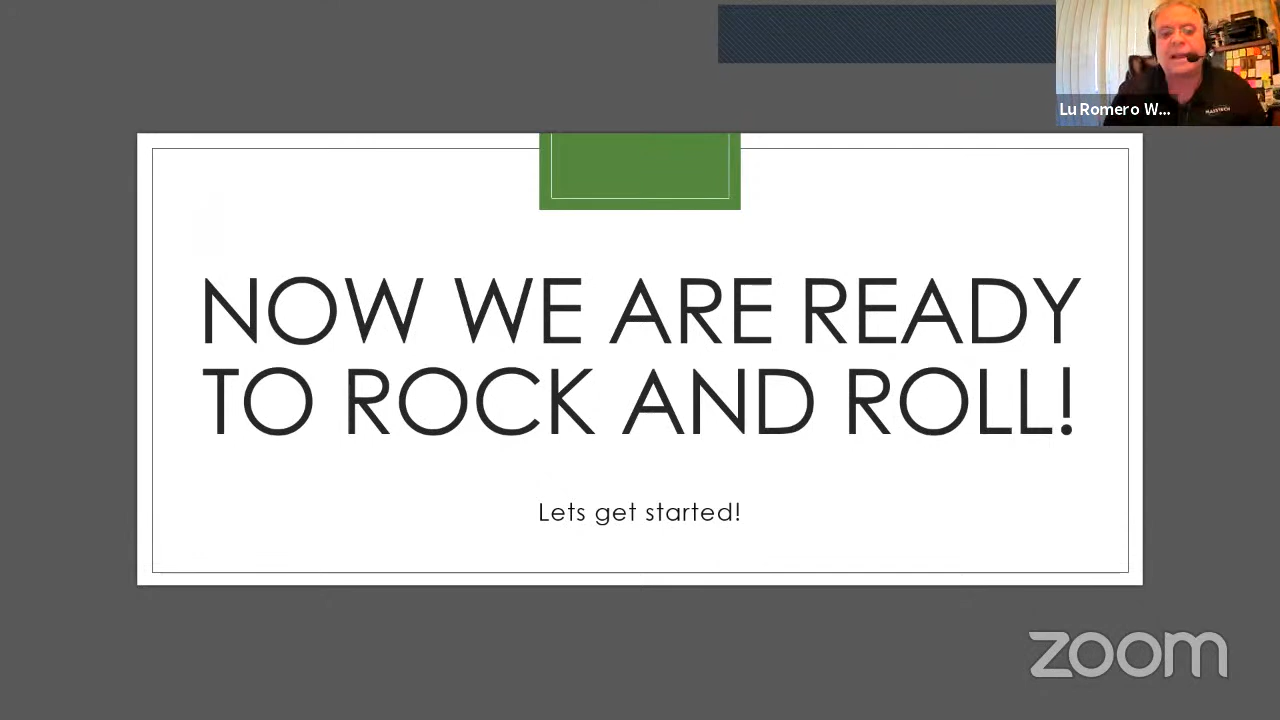 Lu Romero W...
NOW WE ARE READY
TO ROCK AND ROLL!
Lets get started!
zoom